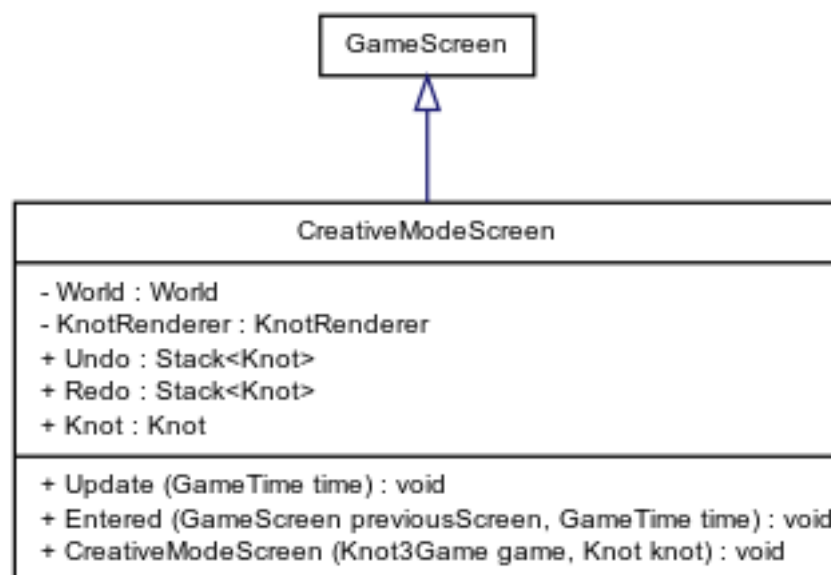 GameScreen
CreativeModeScreen
- World : World
- KnotRenderer : KnotRenderer
+ Undo : Stack<Knot>
+ Redo : Stack<Knot>
+ Knot : Knot
+ Update (GameTime time) : void
+ Entered (GameScreen previousScreen, GameTime time) : void
+ CreativeModeScreen (Knot3Game game, Knot knot) : void